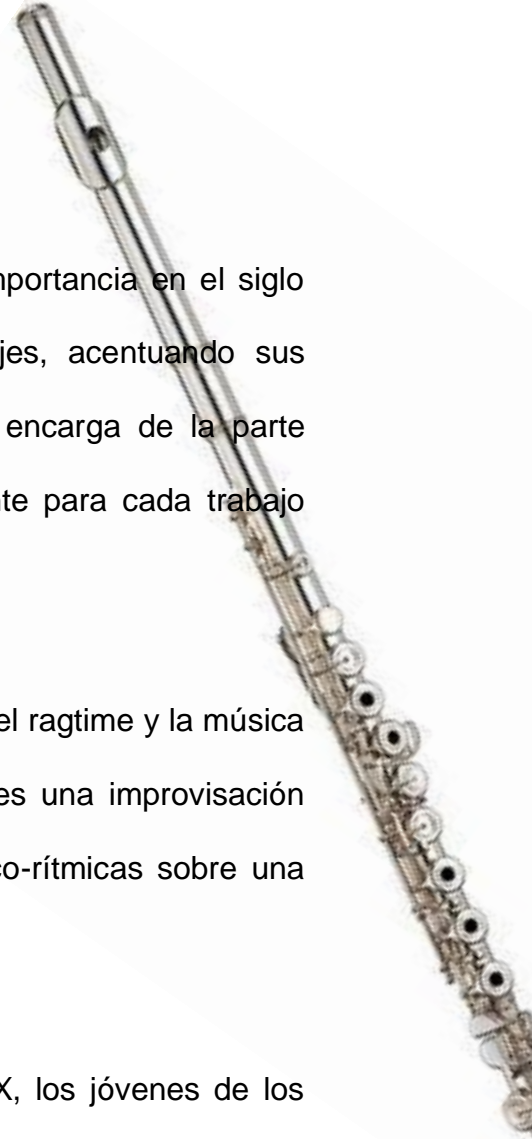 mportancia en el siglo
jes, acentuando sus
encarga de la parte
nte para cada trabajo
el ragtime y la música
es una improvisación
co-rítmicas sobre una
X, los jóvenes de los